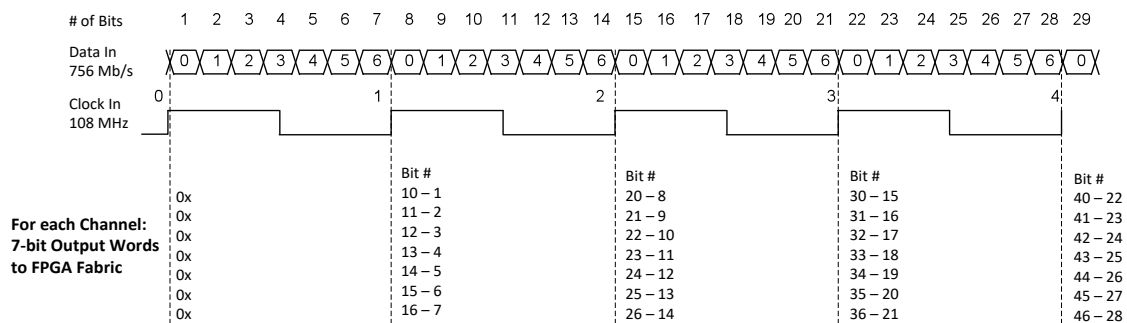 # of Bits 1 2 3 4 5 6 7 8 9 10 11 12 13 14 15 16 17 18 19 20 21 22 23 24 25 26 27 28 29
Data In
756 Mb/s
0 1 2 3 4 5 6 0 1 2 3 4 5 6 0 1 2 3 4 5 6 0 1 2 3 4 5 6 0
0 1 2 3 4
Clock In
108 MHz
For each Channel:
7-bit Output Words
to FPGA Fabric
0x
0x
0x
0x
0x
0x
0x
Bit #
10 – 1
11 – 2
12 – 3
13 – 4
14 – 5
15 – 6
16 – 7
Bit #
20 – 8
21 – 9
22 – 10
23 – 11
24 – 12
25 – 13
26 – 14
Bit #
30 – 15
31 – 16
32 – 17
33 – 18
34 – 19
35 – 20
36 – 21
Bit #
40 – 22
41 – 23
42 – 24
43 – 25
44 – 26
45 – 27
46 – 28